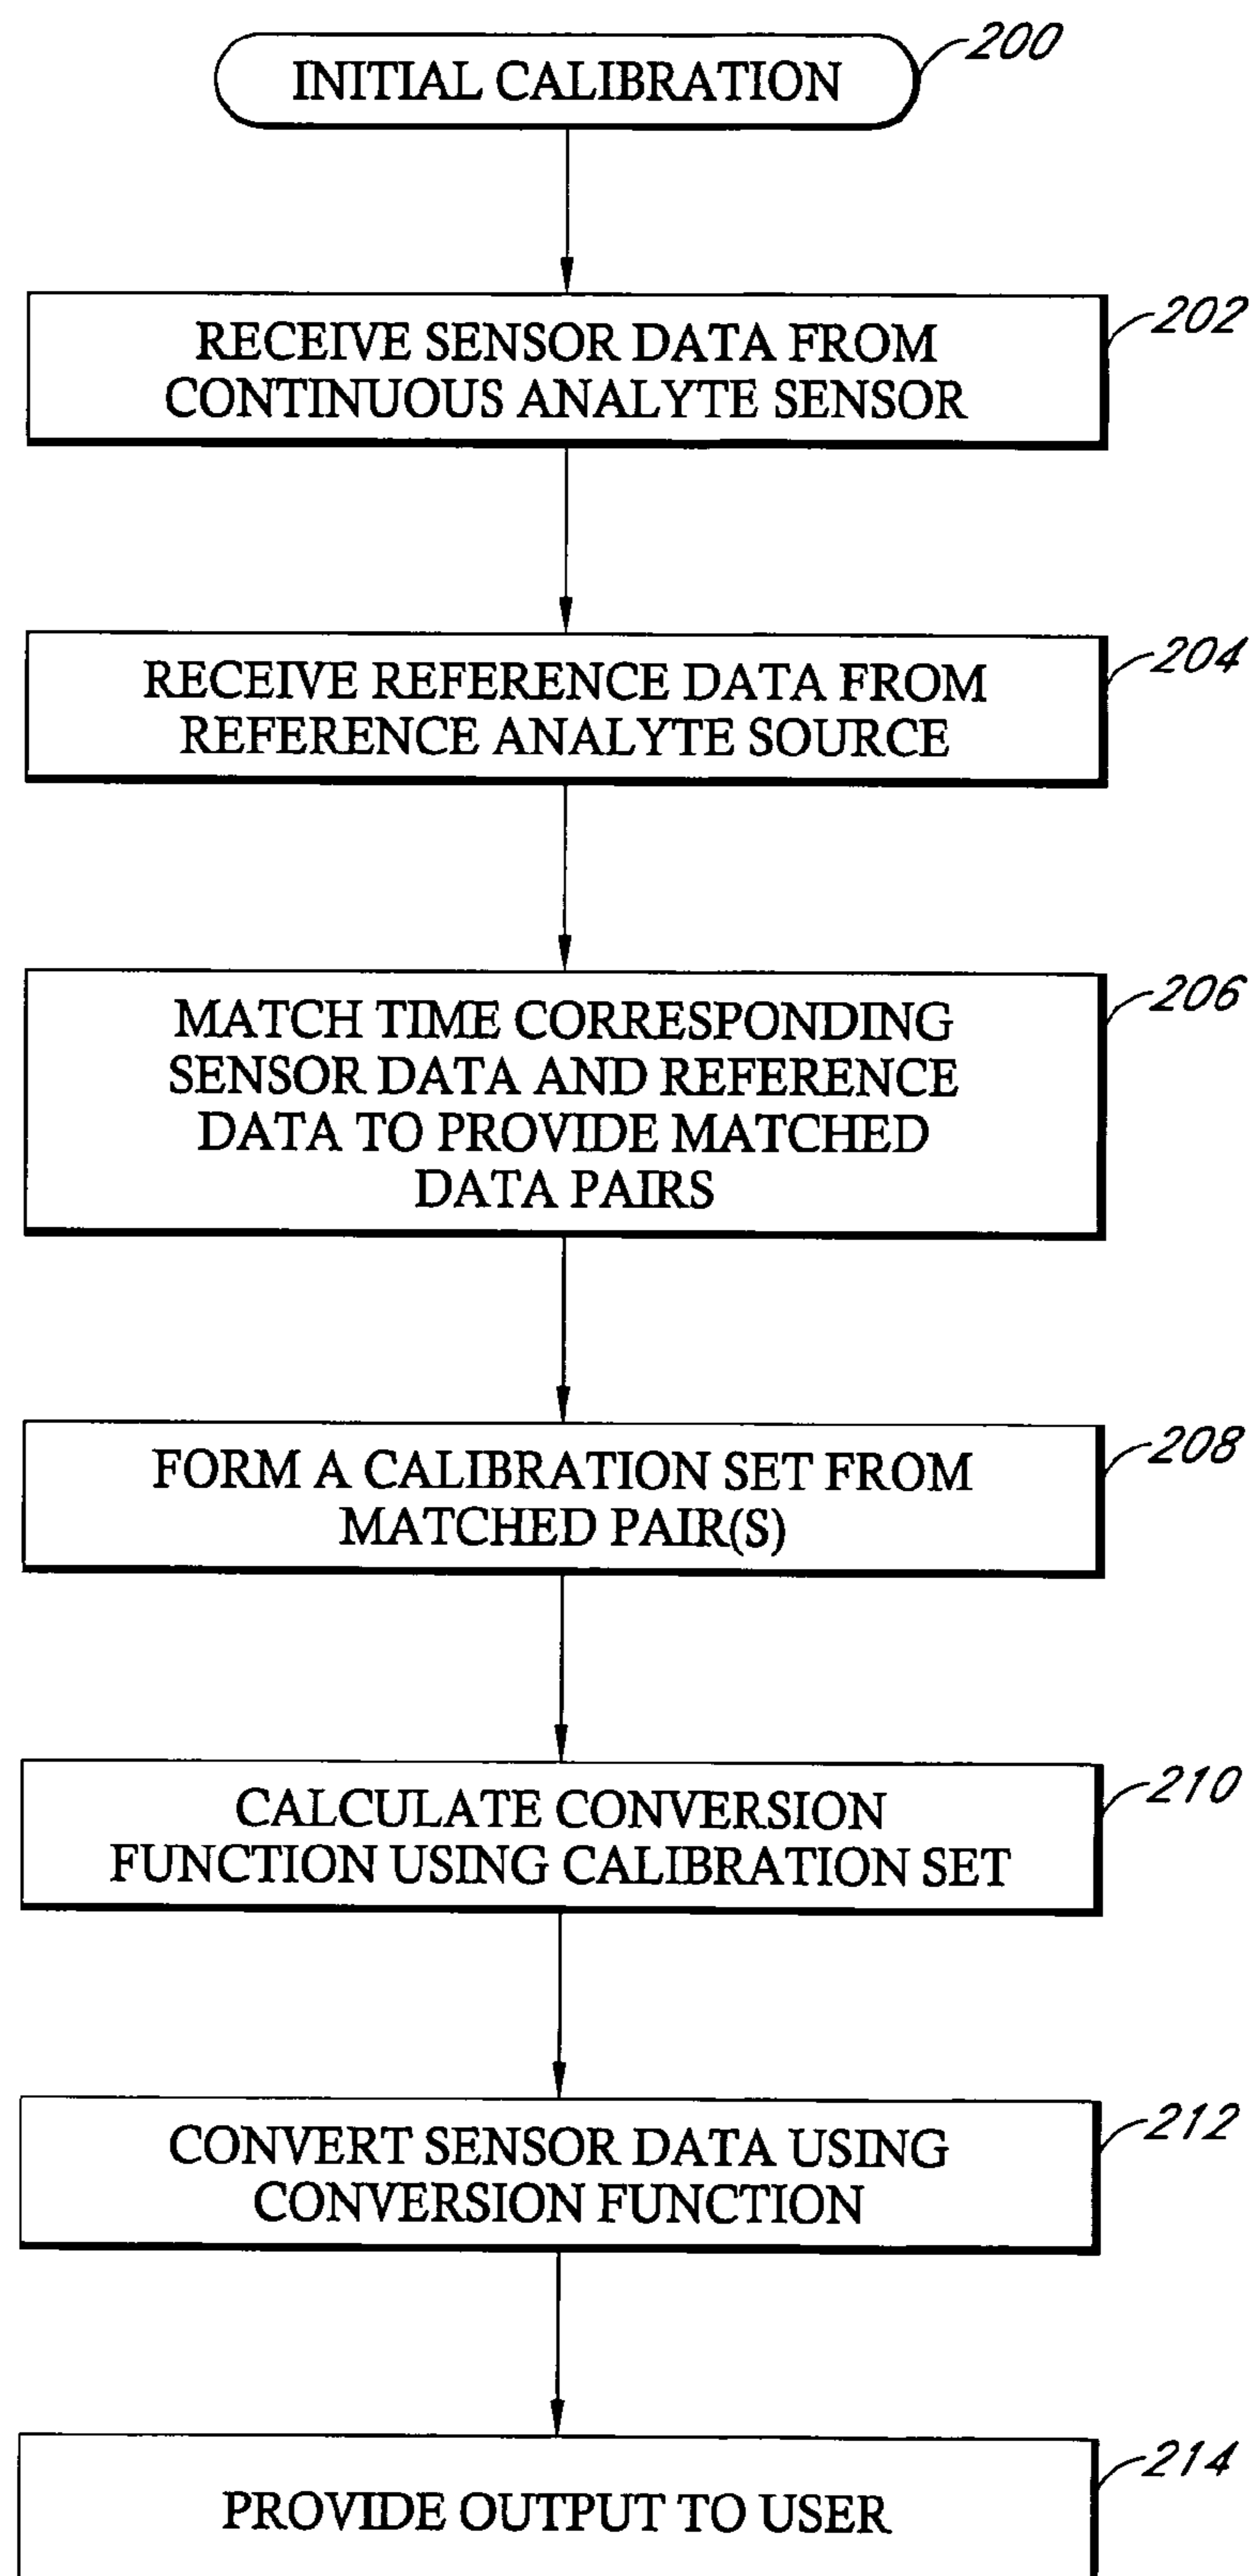 INITIAL CALIBRATION
200
RECEIVE SENSOR DATA FROM
CONTINUOUS ANALYTE SENSOR
202
RECEIVE REFERENCE DATA FROM
REFERENCE ANALYTE SOURCE
204
MATCH TIME CORRESPONDING
SENSOR DATA AND REFERENCE
DATA TO PROVIDE MATCHED
DATA PAIRS
206
FORM A CALIBRATION SET FROM
MATCHED PAIR(S)
208
CALCULATE CONVERSION
FUNCTION USING CALIBRATION SET
210
CONVERT SENSOR DATA USING
CONVERSION FUNCTION
212
PROVIDE OUTPUT TO USER
214